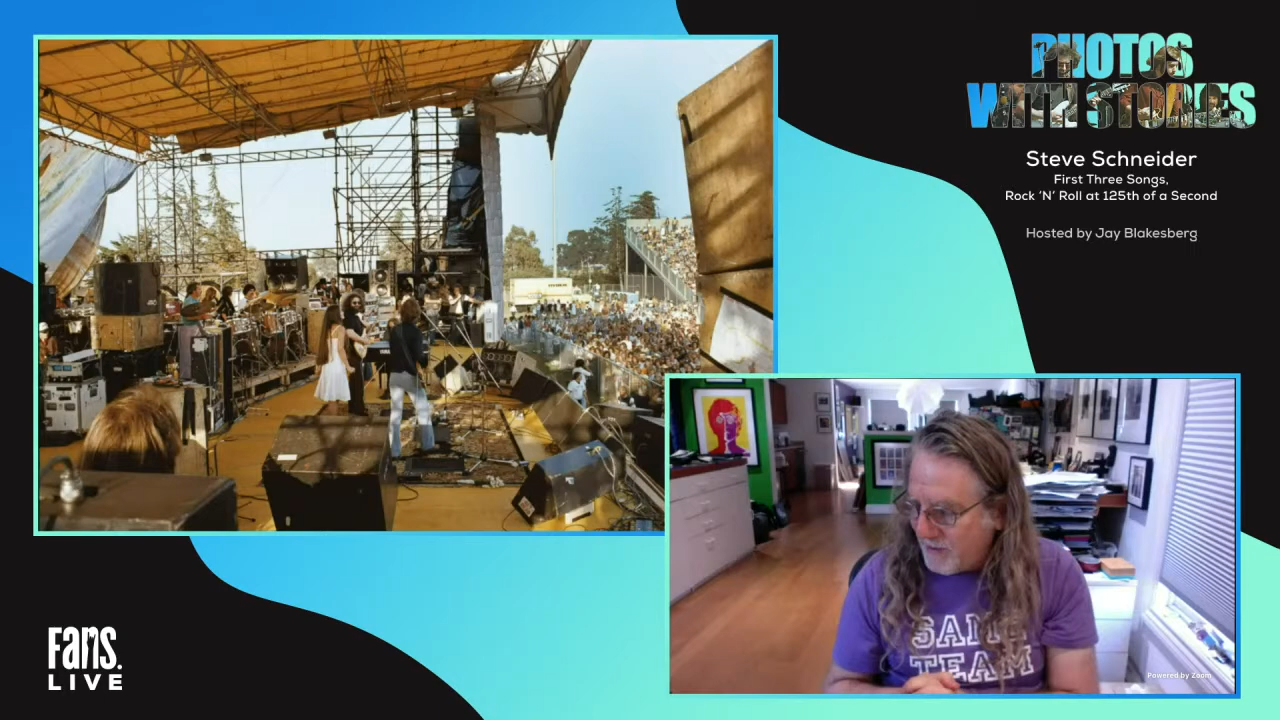 PHOTOS
WITH STORIES
Steve Schneider
First Three Songs,
Rock 'N' Roll at 125th of a Second
Hosted by Jay Blakesberg
SAME
TEAM
Powered by Zoom
Fans.
LIVE